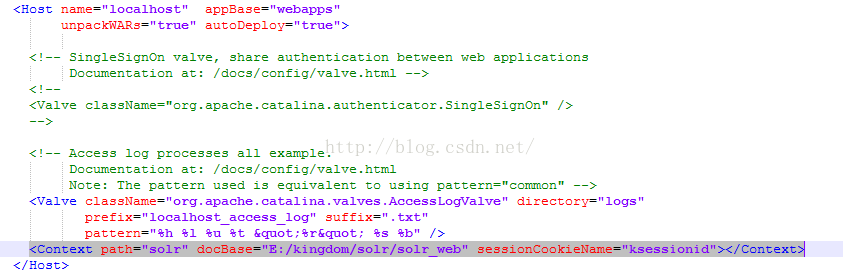 <Host name="localhost"  appBase="webapps"
unpackWARs="true" autoDeploy="true">
<!-- SingleSignOn valve, share authentication between web applications
Documentation at: /docs/config/valve.html -->
<!--
<Valve className="org.apache.catalina.authenticator.SingleSignOn" />
-->
http://blog.csdn.net/
<!-- Access log processes all example.
Documentation at: /docs/config/valve.html
Note: The pattern used is equivalent to using pattern="common" -->
<Valve className="org.apache.catalina.valves.AccessLogValve" directory="logs"
prefix="localhost_access_log" suffix=".txt"
pattern="%h %l %u %t &quot;%r&quot; %s %b" />
<Context path="solr" docBase="E:/kingdom/solr/solr_web" sessionCookieName="ksessionid"></Context>
</Host>